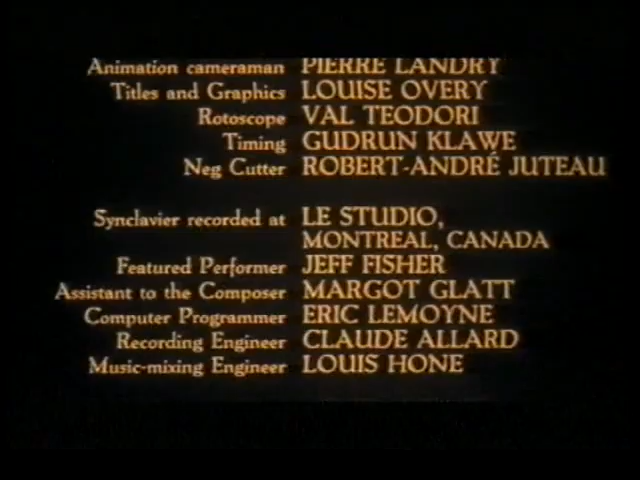 Animation cameraman PIERRE LANDRY
Titles and Graphics LOUISE OVERY
Rotoscope VAL TEODORI
Timing GUDRUN KLAWE
Neg Cutter ROBERT-ANDRÉ JUTEAU
Synclavier recorded at LE STUDIO,
MONTREAL, CANADA
Featured Performer JEFF FISHER
Assistant to the Composer MARGOT GLATT
Computer Programmer ERIC LEMOYNE
Recording Engineer CLAUDE ALLARD
Music-mixing Engineer LOUIS HONE